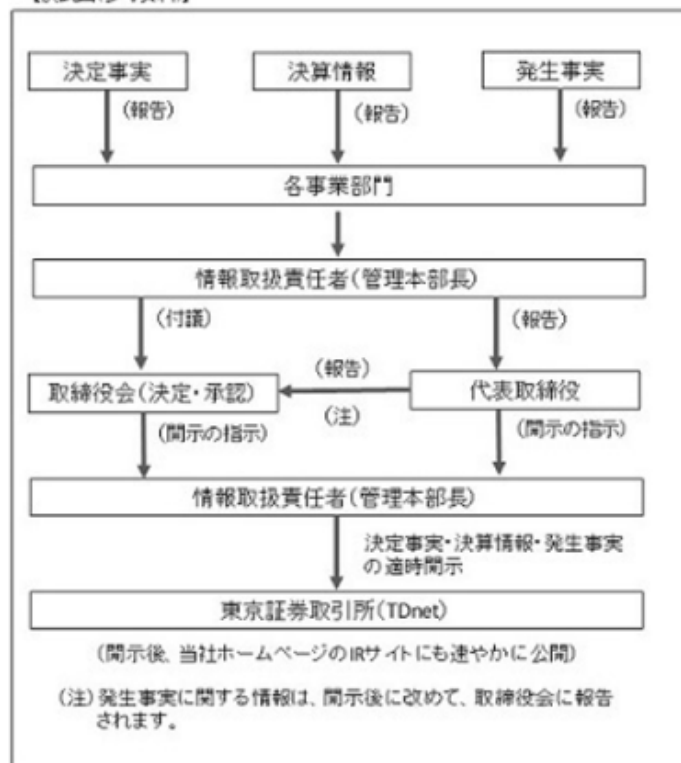 決定事実 決算情報 発生事実
(報告) (報告) (報告)
各事業部門
情報取扱責任者(管理本部長)
(付議) (報告)
(報告)
取締役会(決定・承認) 代表取締役
(注)
(開示の指示) (開示の指示)
情報取扱責任者(管理本部長)
決定事実・決算情報・発生事実
の適時開示
東京証券取引所(TDnet)
(開示後、当社ホームページのIRサイトにも速やかに公開)
(注)発生事実に関する情報は、開示後に改めて、取締役会に報告
されます。